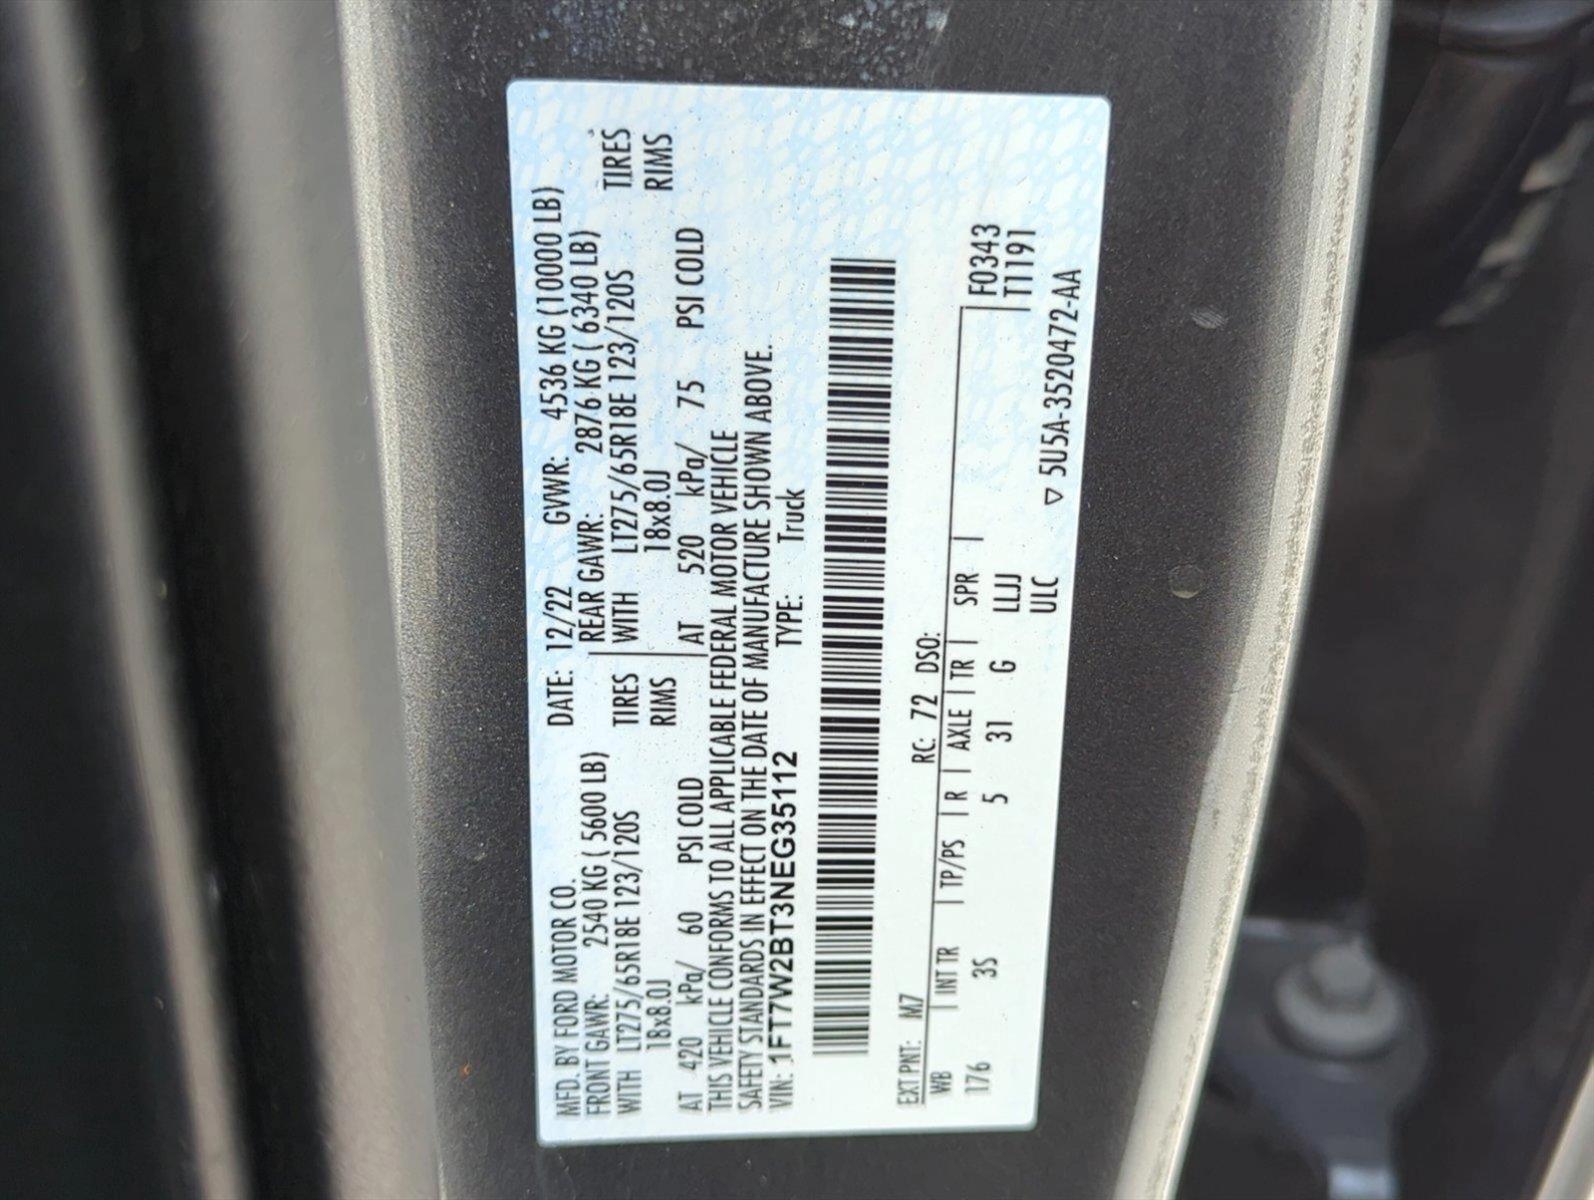 MFD. BY FORD MOTOR CO. DATE: 12/22 GVWR: 4536 KG (10000 LB)
FRONT GAWR: 2540 KG ( 5600 LB) REAR GAWR: 2876 KG ( 6340 LB)
WITH LT275/65R18E 123/120S TIRES WITH LT275/65R18E 123/120S TIRES
18x8.0J RIMS 18x8.0J RIMS
AT 420 kPa/ 60 PSI COLD AT 520 kPa/ 75 PSI COLD
THIS VEHICLE CONFORMS TO ALL APPLICABLE FEDERAL MOTOR VEHICLE
SAFETY STANDARDS IN EFFECT ON THE DATE OF MANUFACTURE SHOWN ABOVE.
VIN: 1FT7W2BT3NEG35112 TYPE: Truck
EXT PNT: M7 RC: 72 DSO:
WB | INT TR | TP/PS | R | AXLE | TR | SPR | F0343
176 3S 5 31 G LLJJ T1191
ULC
▽ 5U5A-3520472-AA